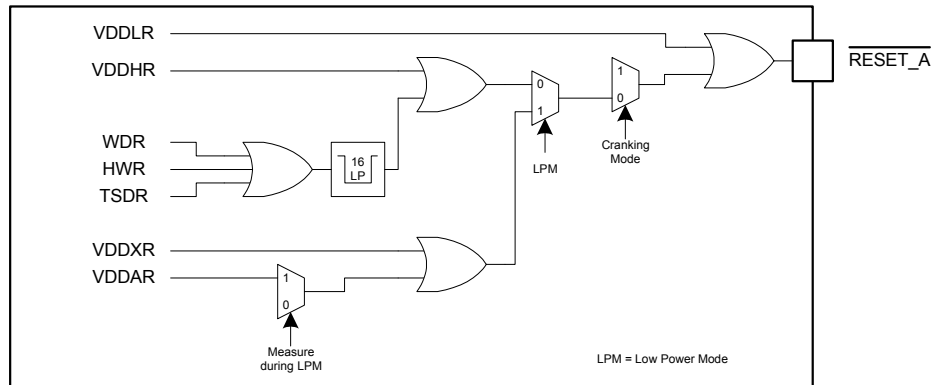 VDDLR
VDDHR
RESET_A
WDR
HWR
TSDR
16
LP
0
1
LPM
1
0
Cranking
Mode
VDDXR
VDDAR
1
0
Measure
during LPM
LPM = Low Power Mode